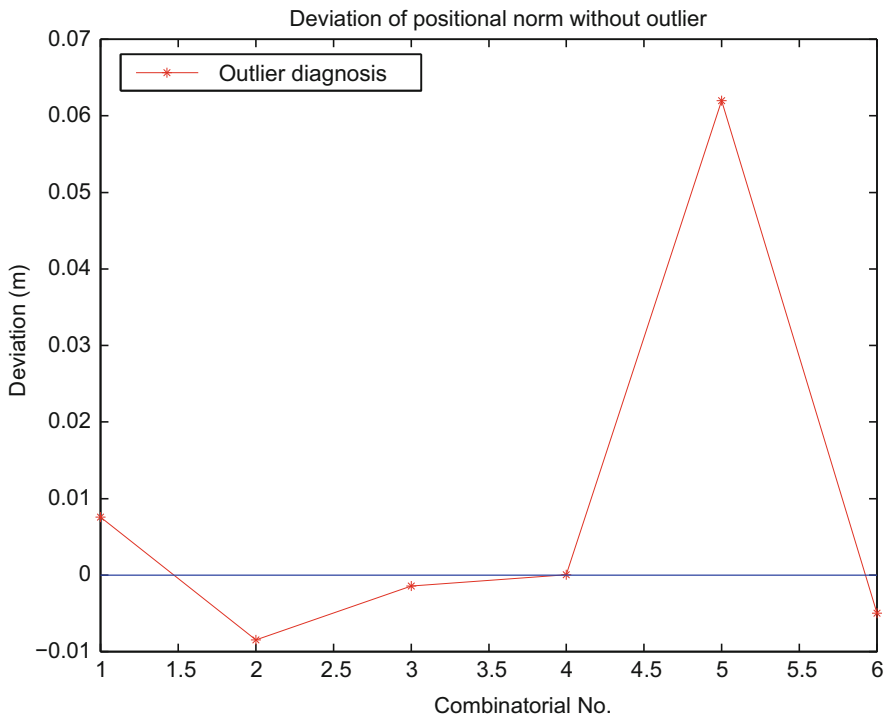 Deviation of positional norm without outlier
0.07
Outlier diagnosis
0.06
0.05
0.04
0.03
0.02
0.01
0
−0.01
Deviation (m)
1 1.5 2 2.5 3 3.5 4 4.5 5 5.5 6
Combinatorial No.